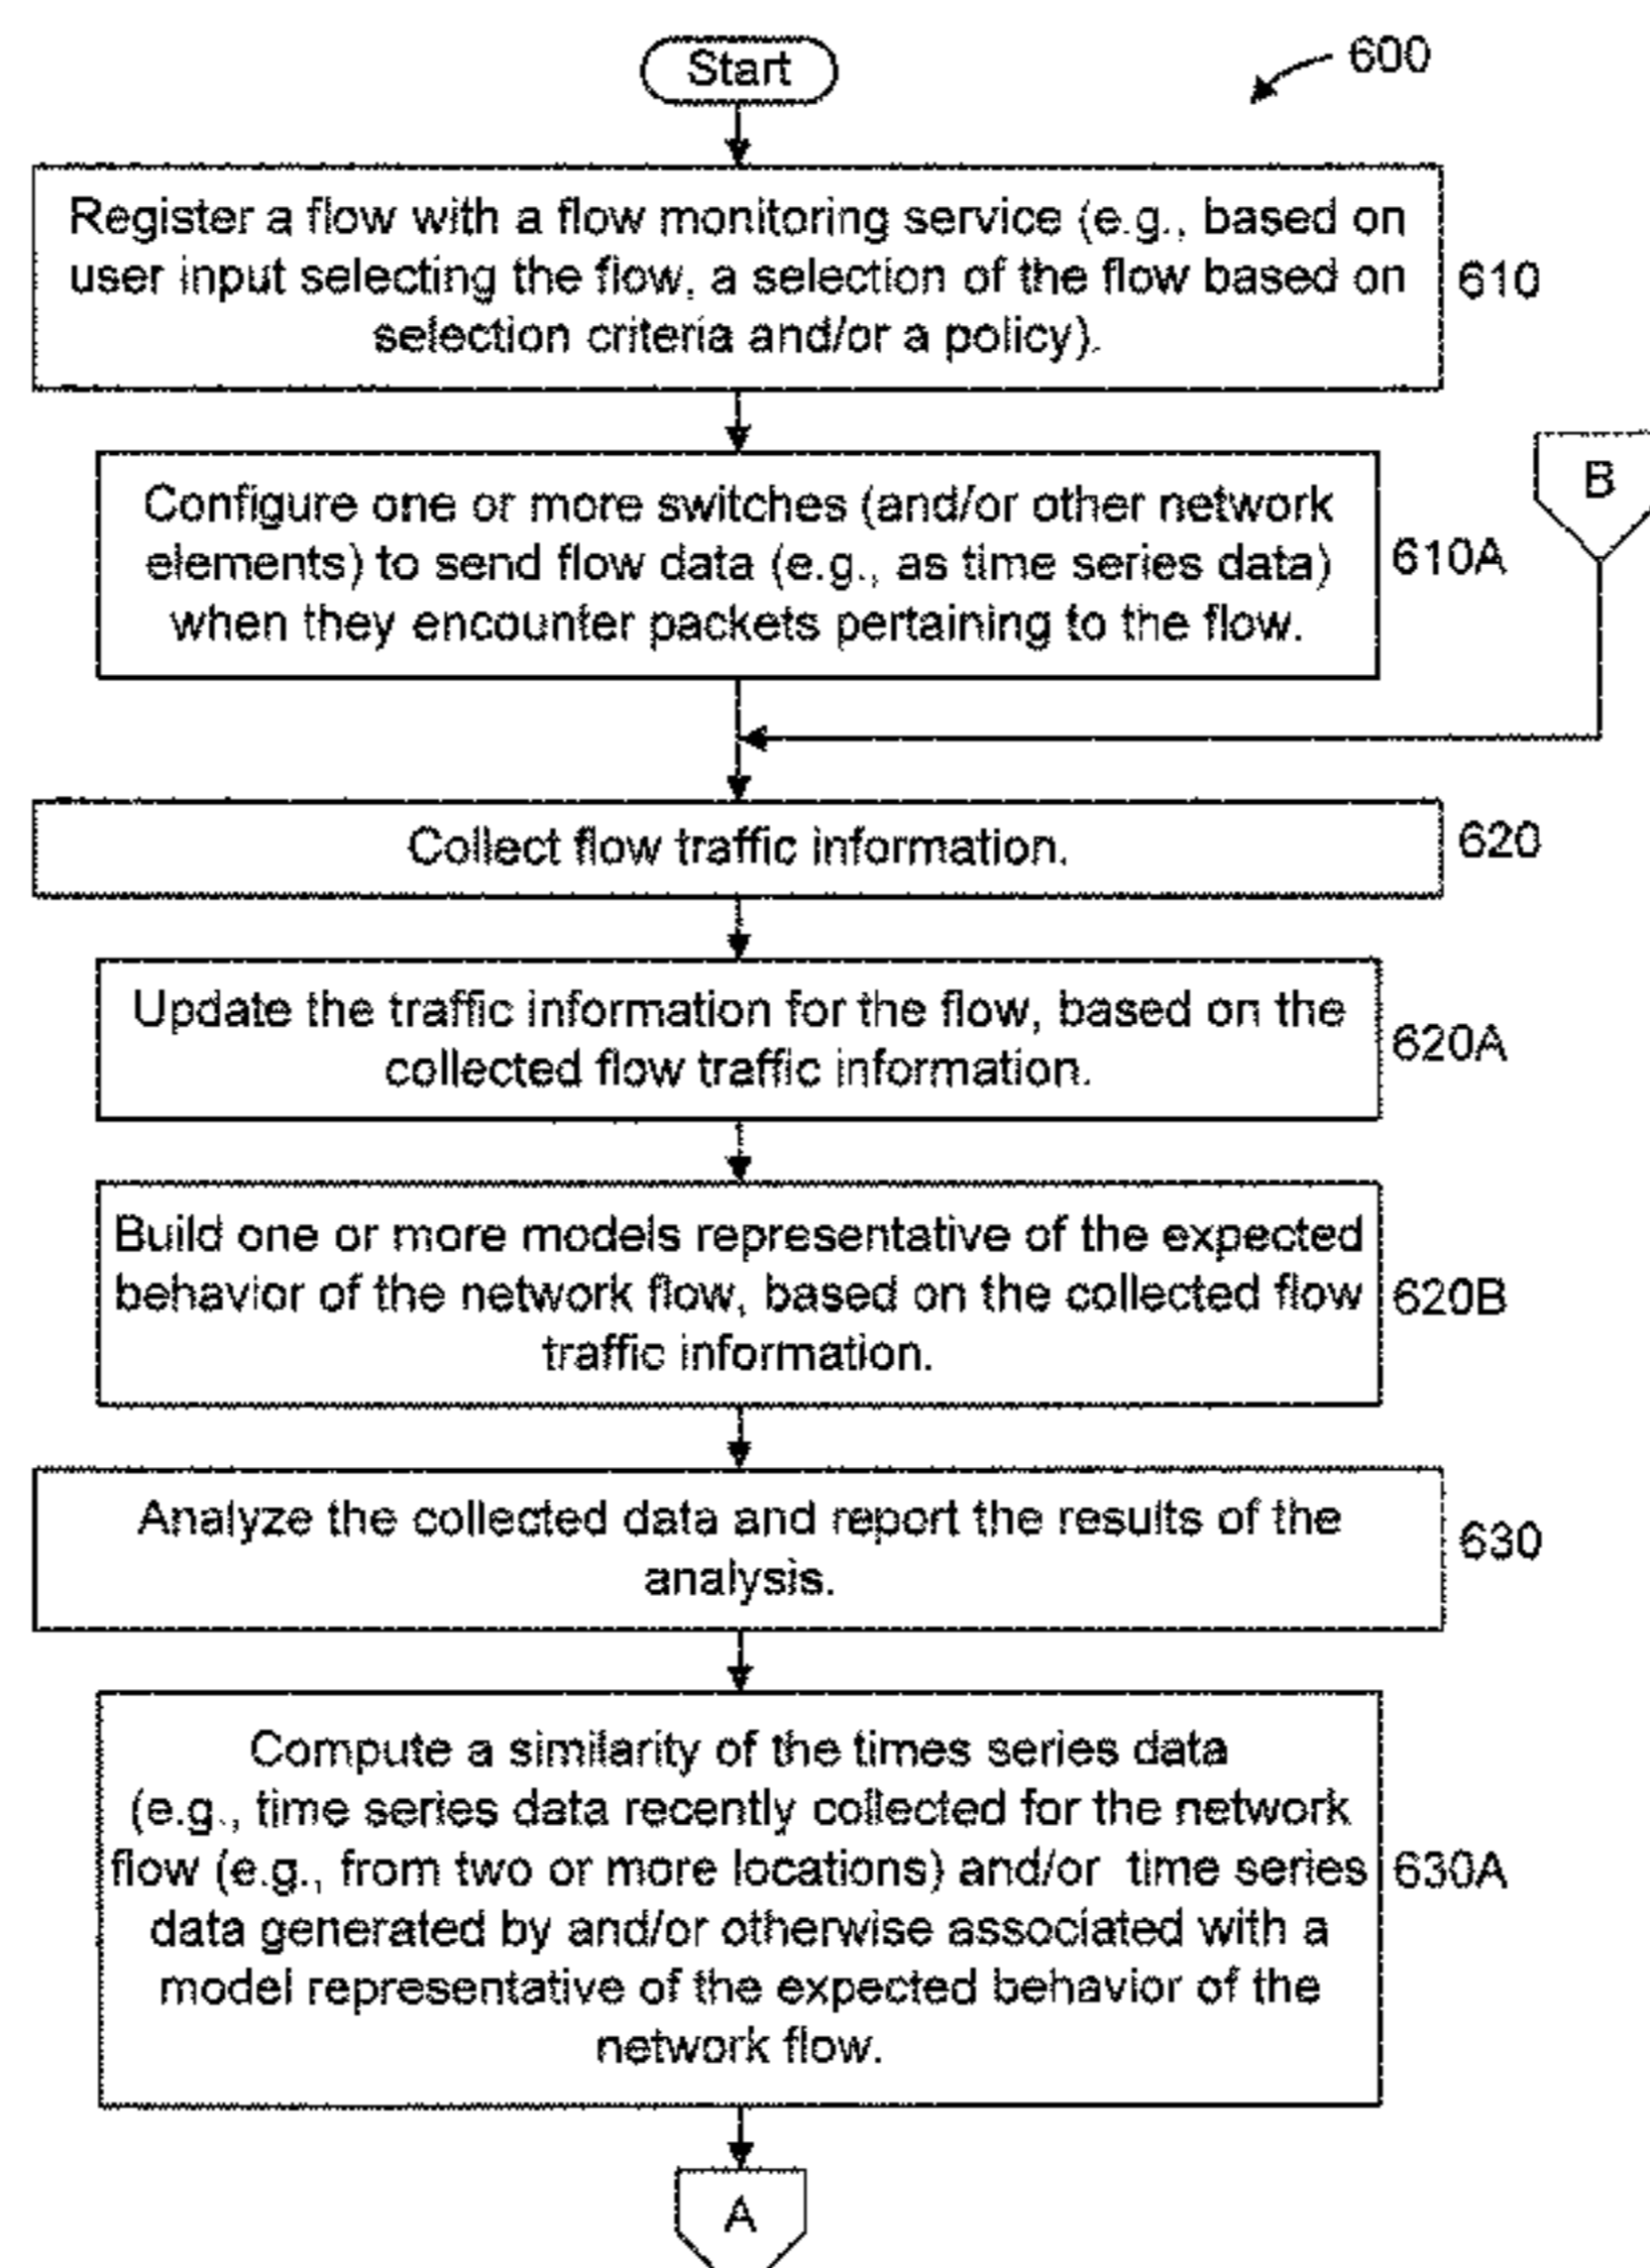 Start
600
Register a flow with a flow monitoring service (e.g., based on
user input selecting the flow, a selection of the flow based on
selection criteria and/or a policy).
610
Configure one or more switches (and/or other network
elements) to send flow data (e.g., as time series data)
when they encounter packets pertaining to the flow.
610A
B
Collect flow traffic information.
620
Update the traffic information for the flow, based on the
collected flow traffic information.
620A
Build one or more models representative of the expected
behavior of the network flow, based on the collected flow
traffic information.
620B
Analyze the collected data and report the results of the
analysis.
630
Compute a similarity of the times series data
(e.g., time series data recently collected for the network
flow (e.g., from two or more locations) and/or time series
data generated by and/or otherwise associated with a
model representative of the expected behavior of the
network flow.
630A
A